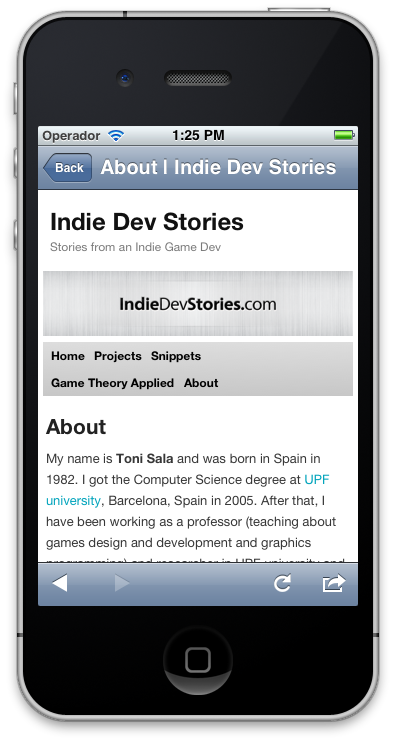 Operador 1:25 PM
Back About | Indie Dev Stories
Indie Dev Stories
Stories from an Indie Game Dev
IndieDevStories.com
Home Projects Snippets
Game Theory Applied About
About
My name is Toni Sala and was born in Spain in
1982. I got the Computer Science degree at UPF
university, Barcelona, Spain in 2005. After that, I
have been working as a professor (teaching about
games design and development and graphics
programming) and researcher in UPF university and